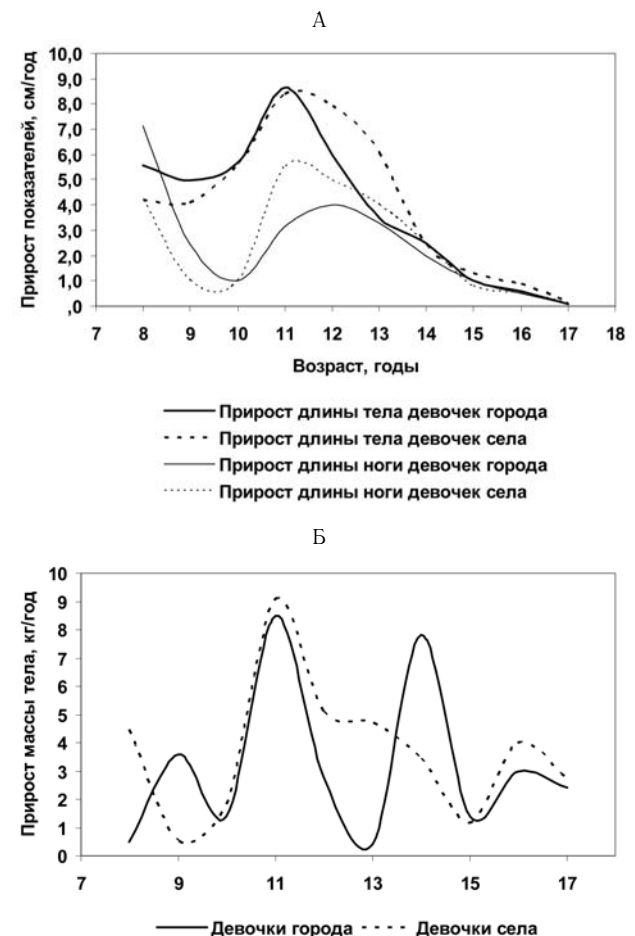 А
Прирост показателей, см/год
10,0
9,0
8,0
7,0
6,0
5,0
4,0
3,0
2,0
1,0
,0
7 8 9 10 11 12 13 14 15 16 17 18
Возраст, годы
Прирост длины тела девочек города
Прирост длины тела девочек села
Прирост длины ноги девочек города
Прирост длины ноги девочек села
Б
Прирост массы тела, кг/год
10
9
8
7
6
5
4
3
2
1
0
7 9 11 13 15 17
Девочки города Девочки села